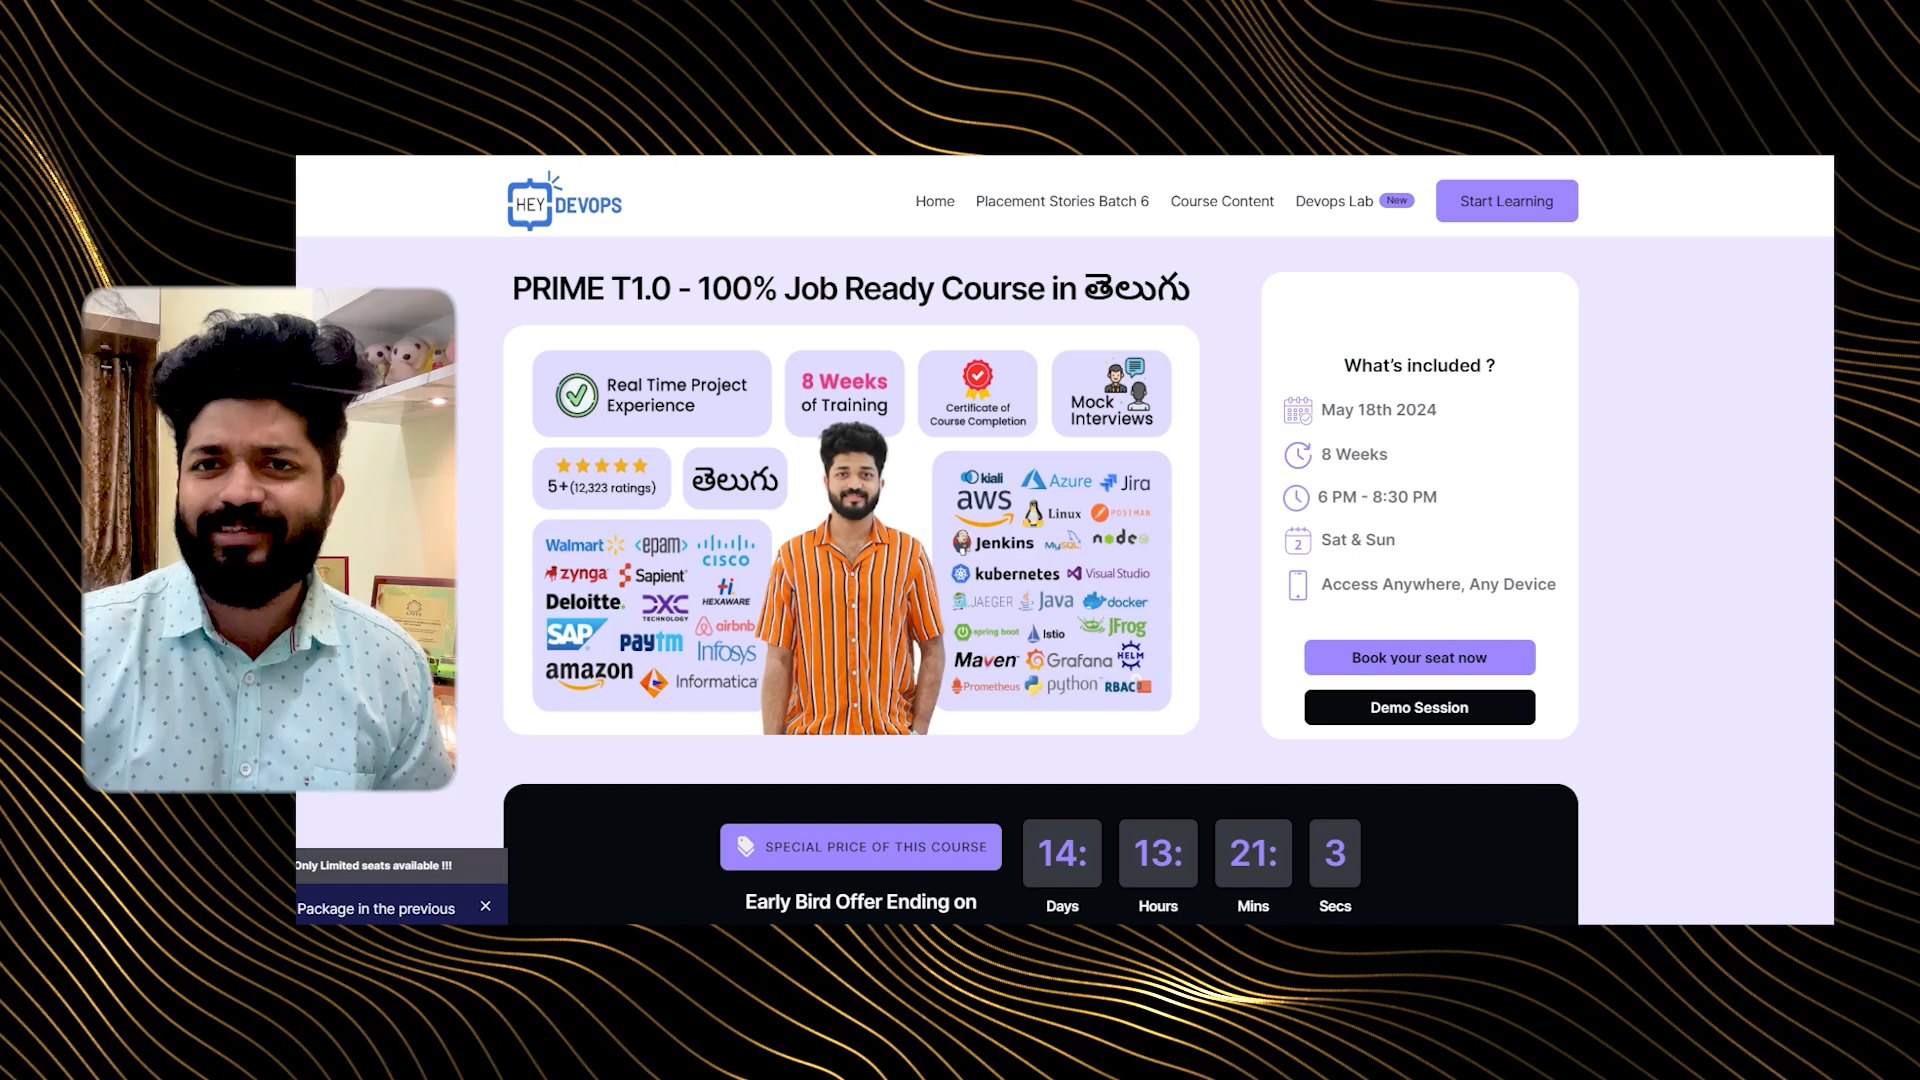 HEY DEVOPS
Home Placement Stories Batch 6 Course Content Devops Lab New Start Learning
PRIME T1.0 - 100% Job Ready Course in తెలుగు
Real Time Project
Experience
8 Weeks
of Training
Certificate of
Course Completion
Mock
Interviews
5+(12,323 ratings)
తెలుగు
Walmart <epam> CISCO
zynga Sapient Hi HEXAWARE
Deloitte. DXC TECHNOLOGY
SAP paytm airbnb
Infosys
amazon Informatica
kiali Azure Jira
aws Linux POSTMAN
Jenkins MySQL node
kubernetes Visual Studio
JAEGER Java docker
spring boot Istio JFrog
Maven Grafana HELM
Prometheus python RBAC
What's included ?
May 18th 2024
8 Weeks
6 PM - 8:30 PM
2 Sat & Sun
Access Anywhere, Any Device
Book your seat now
Demo Session
SPECIAL PRICE OF THIS COURSE
Early Bird Offer Ending on
14: 13: 21: 3
Days Hours Mins Secs
Only Limited seats available !!!
Package in the previous ×